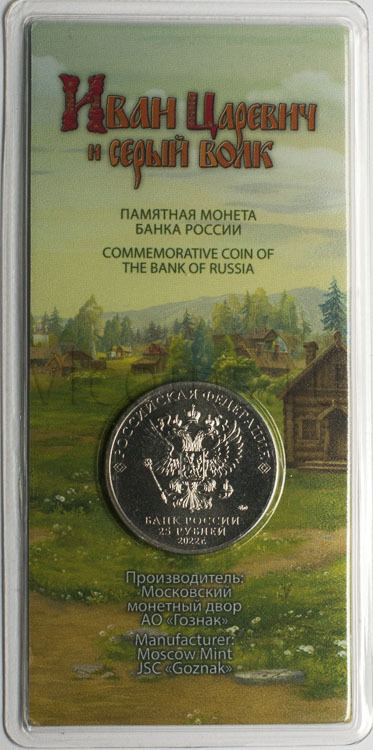 Иван Царевич
и серый волк
ПАМЯТНАЯ МОНЕТА
БАНКА РОССИИ
COMMEMORATIVE COIN OF
THE BANK OF RUSSIA
РОССИЙСКАЯ ФЕДЕРАЦИЯ
БАНК РОССИИ
25 РУБЛЕЙ
2022г.
Производитель:
Московский
монетный двор
АО «Гознак»
Manufacturer:
Moscow Mint
JSC «Goznak»